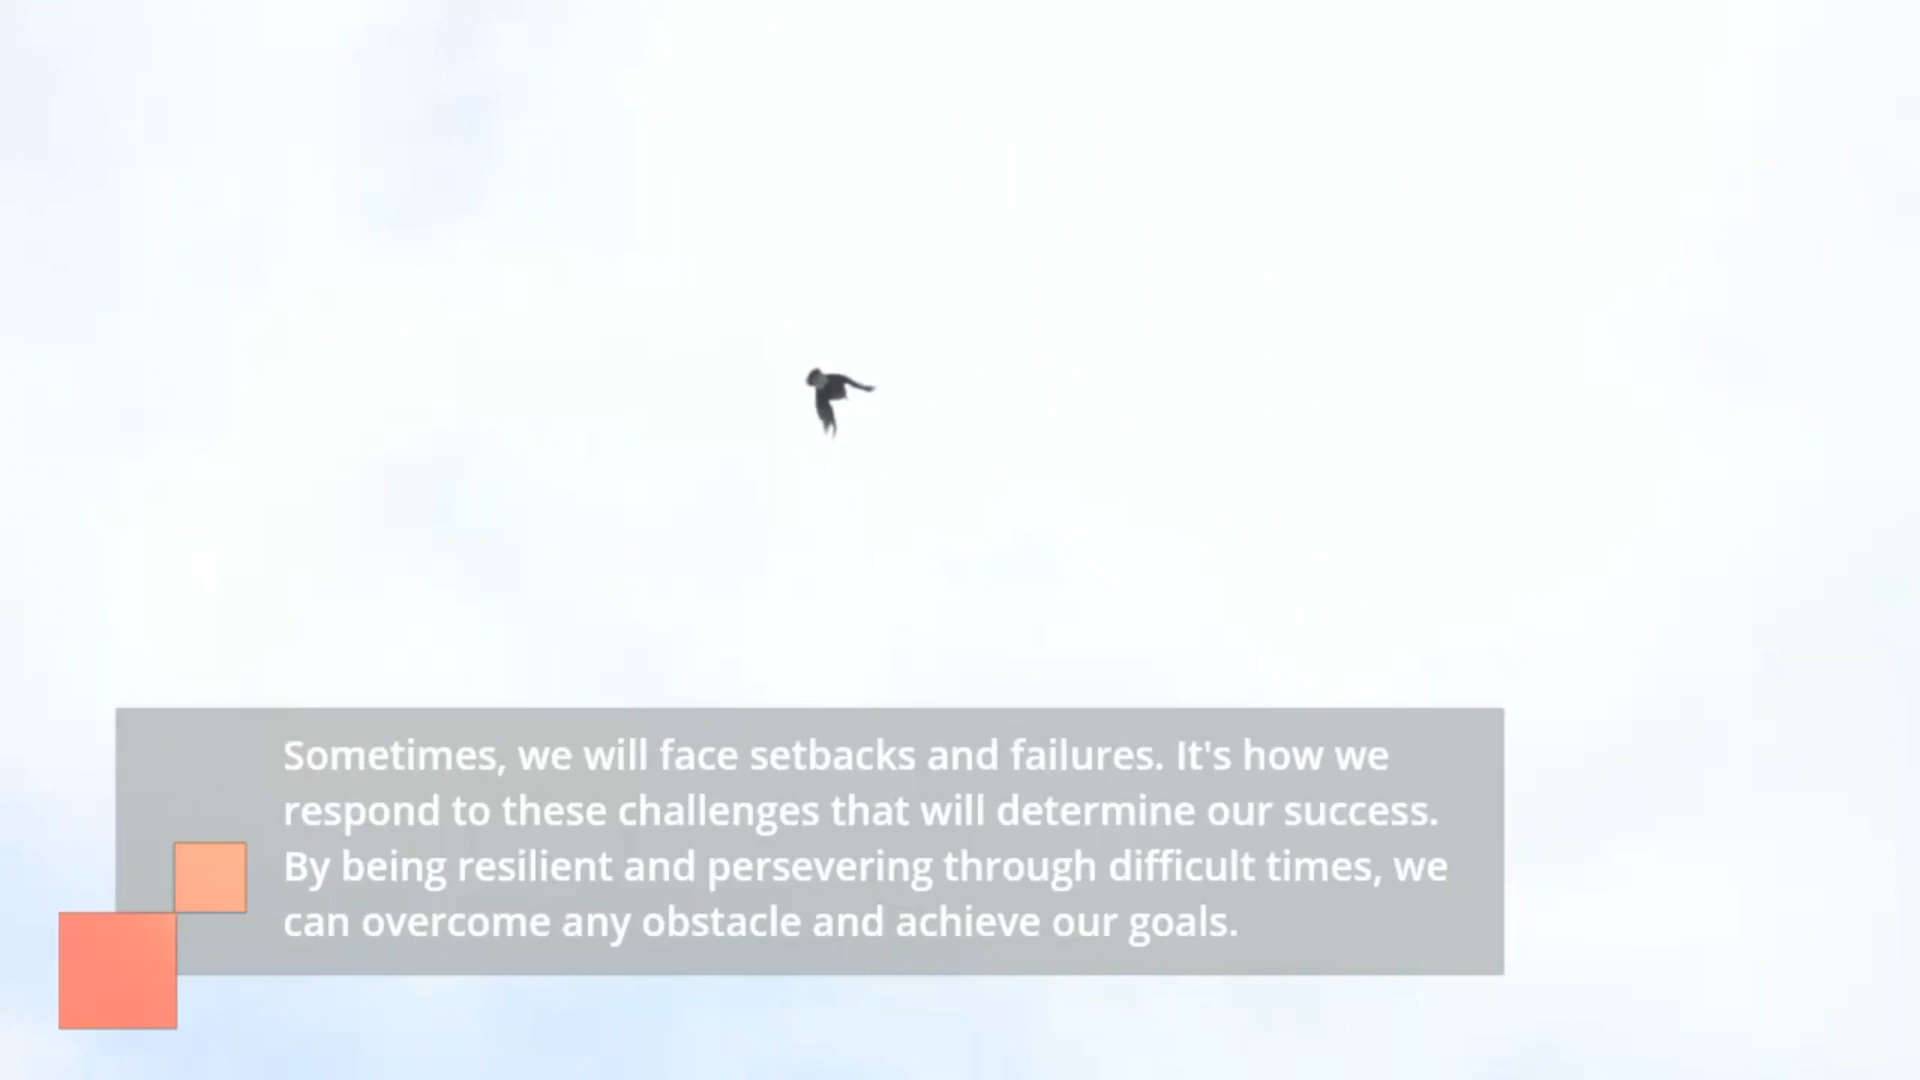 Sometimes, we will face setbacks and failures. It's how we
respond to these challenges that will determine our success.
By being resilient and persevering through difficult times, we
can overcome any obstacle and achieve our goals.